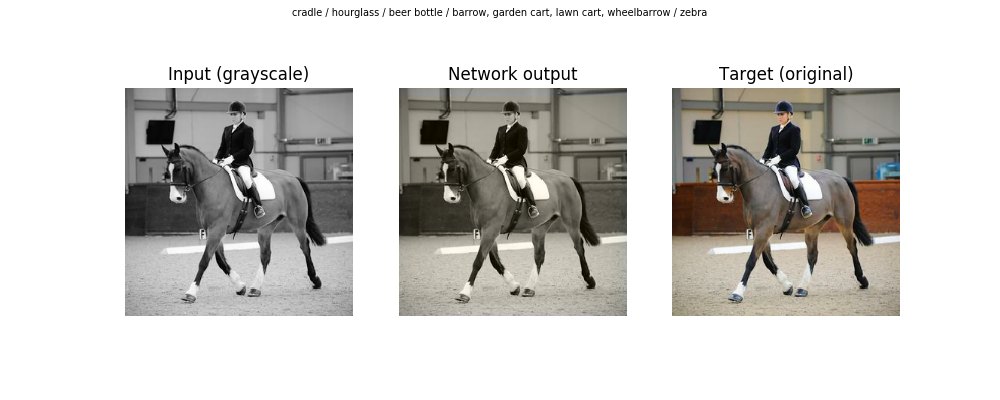 cradle / hourglass / beer bottle / barrow, garden cart, lawn cart, wheelbarrow / zebra
Input (grayscale)
Network output
Target (original)